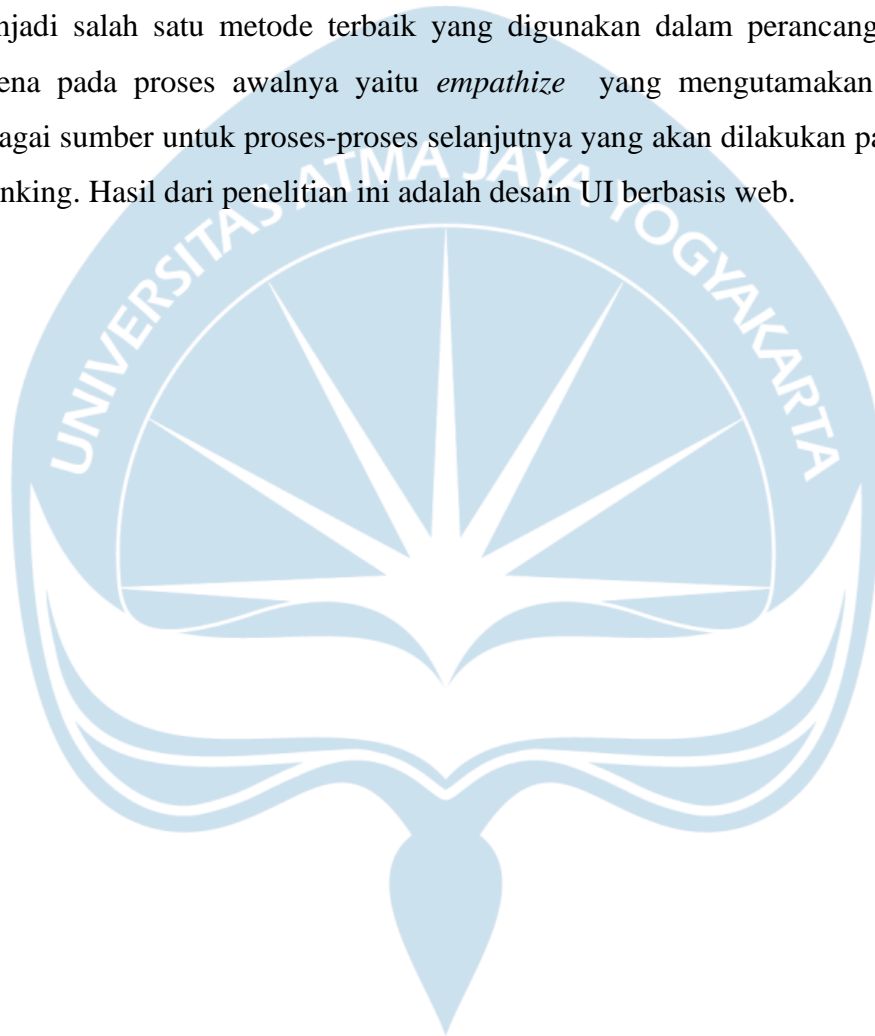 njadi salah satu metode terbaik yang digunakan dalam perancang
ena pada proses awalnya yaitu empathize yang mengutamakan
agai sumber untuk proses-proses selanjutnya yang akan dilakukan pa
nking. Hasil dari penelitian ini adalah desain UI berbasis web.
UNIVERSITAS ATMA JAYA YOGYAKARTA